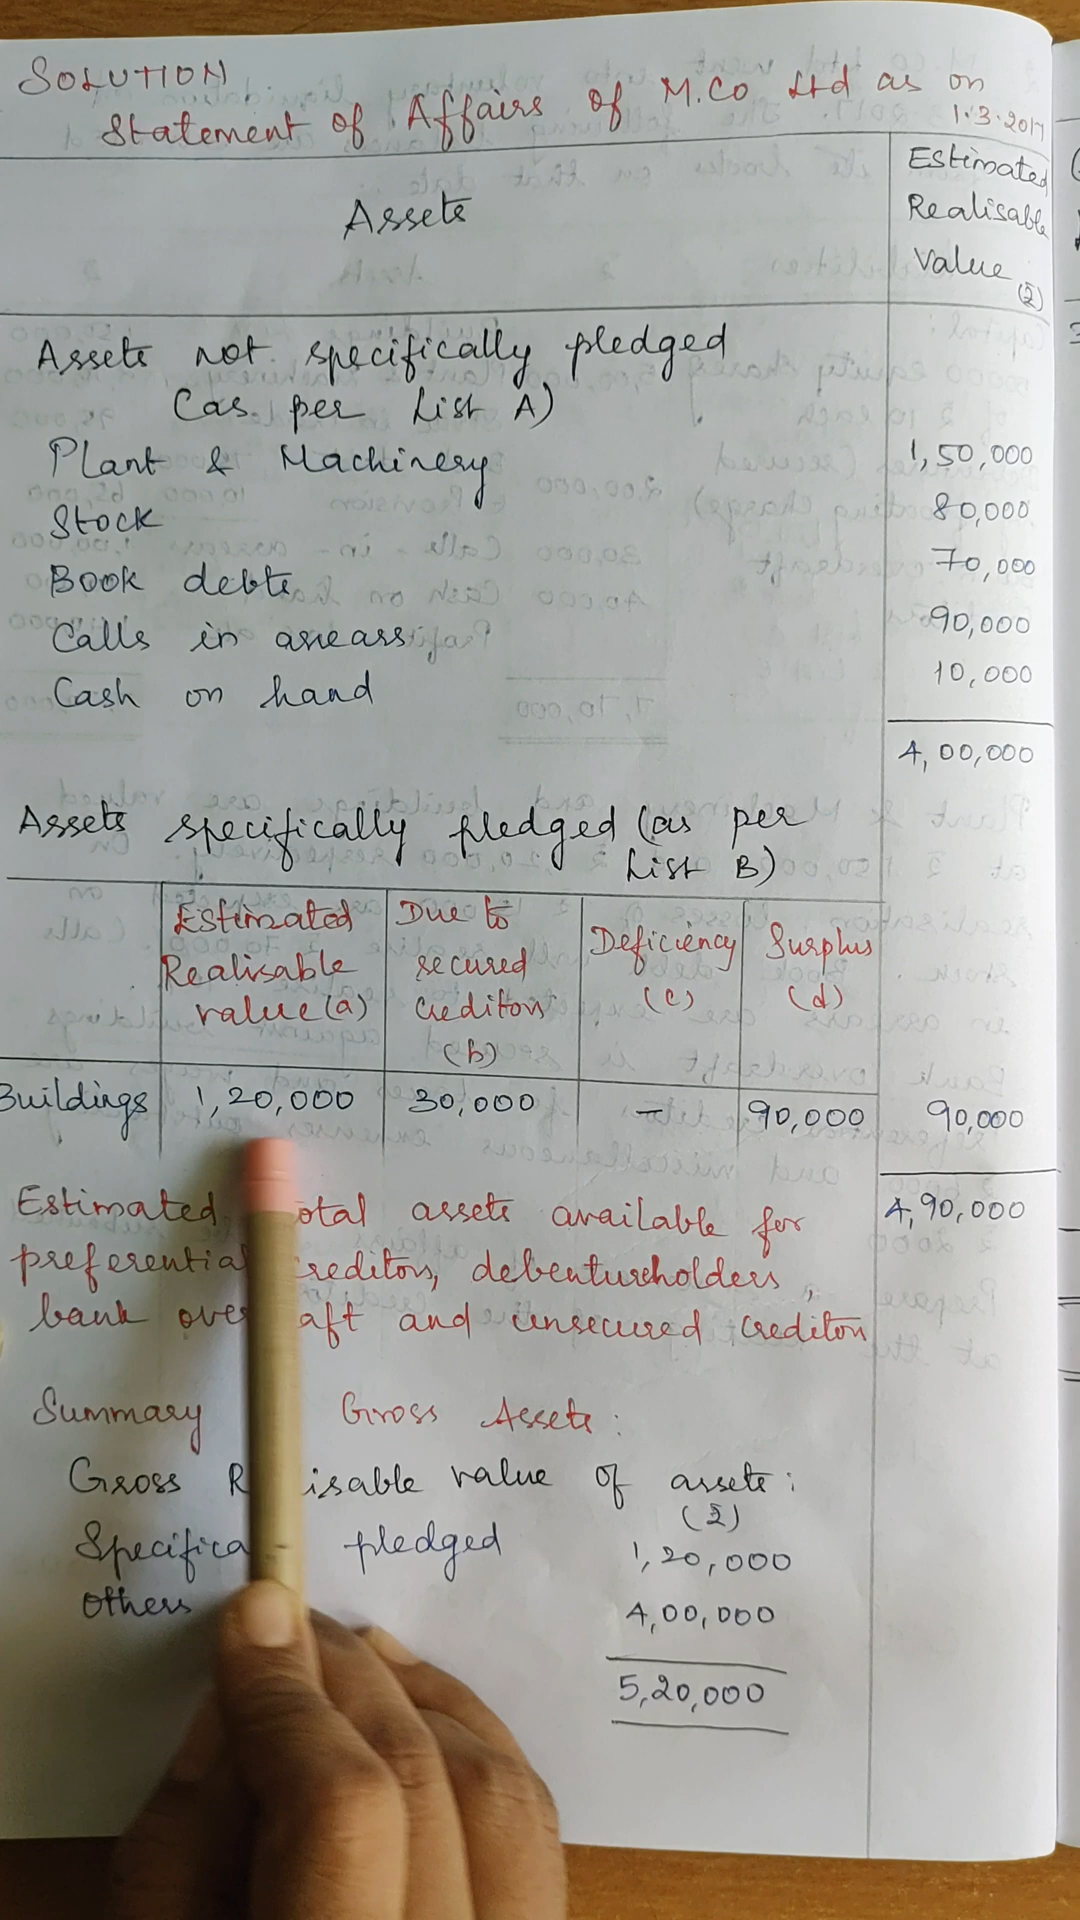 SOLUTION
Statement of Affairs of M.Co Ltd as on
1.3.2017
Assets
Estimated
Realisable
Value
(₹)
Assets not specifically pledged
(as per List A)
Plant & Machinery 1,50,000
Stock 80,000
Book debts 70,000
Calls in arrears 90,000
Cash on hand 10,000
4,00,000
Assets specifically pledged (as per
List B)
Estimated
Realisable
value (a)
Due to
secured
Creditors
(b)
Deficiency
(c)
Surplus
(d)
Buildings 1,20,000 30,000 - 90,000 90,000
Estimated otal assets available for 4,90,000
preferential creditors, debentureholders,
bank over aft and unsecured creditors
Summary Gross Assets:
Gross R isable value of assets:
(₹)
Specifica pledged 1,20,000
Others 4,00,000
5,20,000